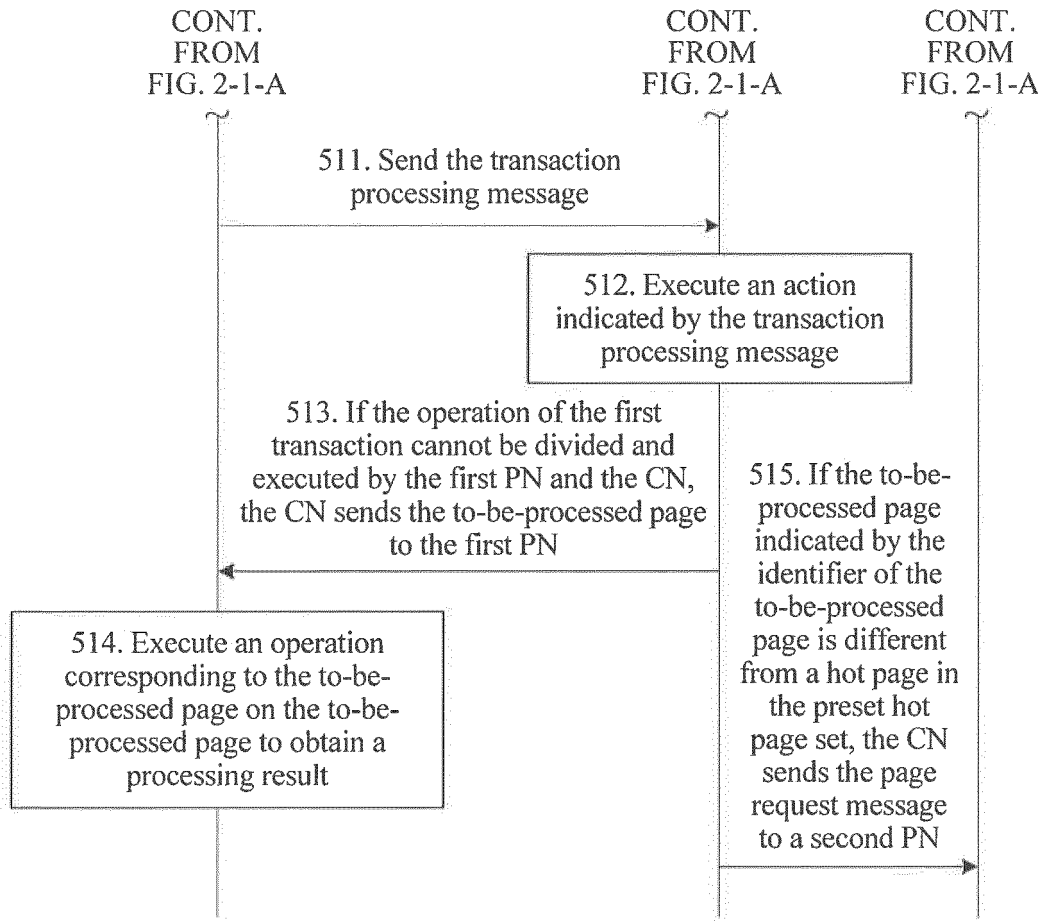 CONT.
FROM
FIG. 2-1-A
CONT.
FROM
FIG. 2-1-A
CONT.
FROM
FIG. 2-1-A
511. Send the transaction
processing message
512. Execute an action
indicated by the transaction
processing message
513. If the operation of the first
transaction cannot be divided and
executed by the first PN and the CN,
the CN sends the to-be-processed page
to the first PN
514. Execute an operation
corresponding to the to-be-
processed page on the to-be-
processed page to obtain a
processing result
515. If the to-be-
processed page
indicated by the
identifier of the
to-be-processed
page is different
from a hot page in
the preset hot
page set, the CN
sends the page
request message
to a second PN